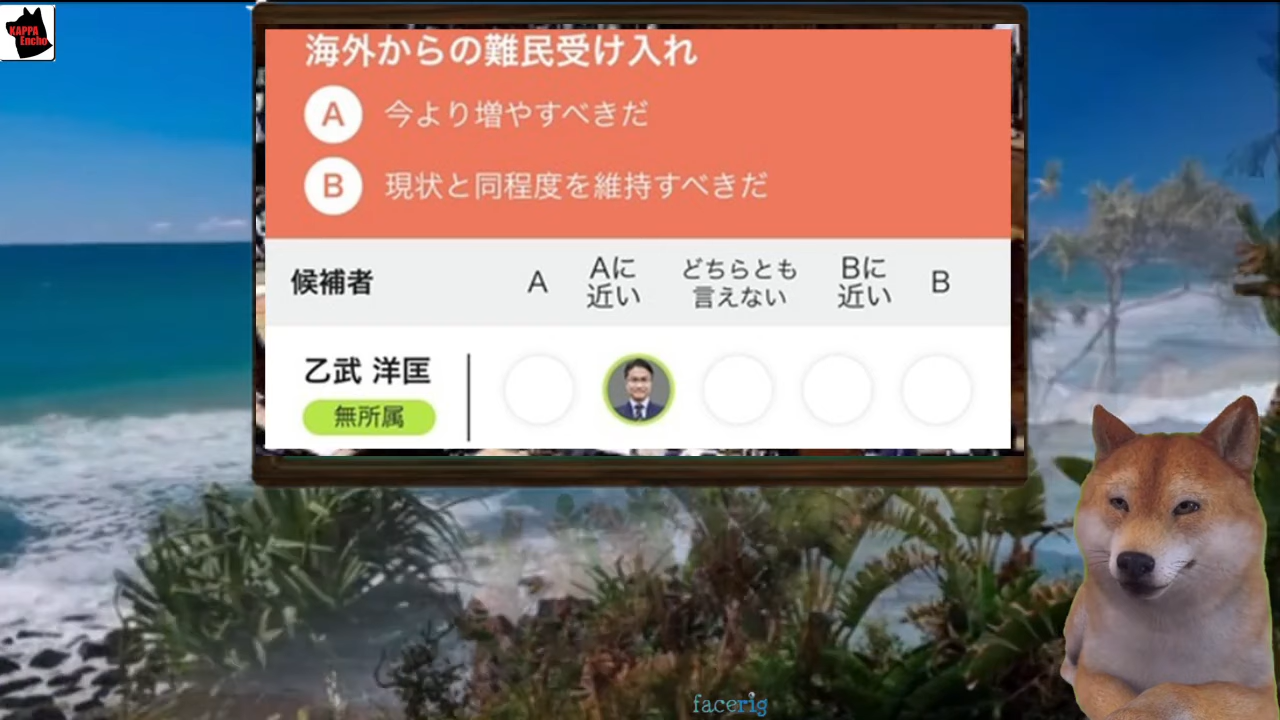 KAPPA
Encho
海外からの難民受け入れ
A 今より増やすべきだ
B 現状と同程度を維持すべきだ
候補者 A Aに近い どちらとも言えない Bに近い B
乙武 洋匡
無所属
facerig